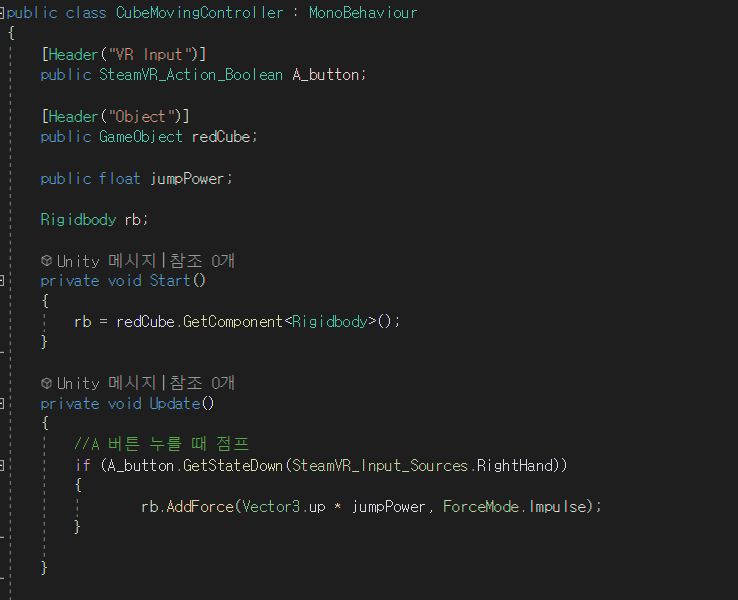 public class CubeMovingController : MonoBehaviour
{
[Header("VR Input")]
public SteamVR_Action_Boolean A_button;
[Header("Object")]
public GameObject redCube;
public float jumpPower;
Rigidbody rb;
Unity 메시지|참조 0개
private void Start()
{
rb = redCube.GetComponent<Rigidbody>();
}
Unity 메시지|참조 0개
private void Update()
{
//A 버튼 누를 때 점프
if (A_button.GetStateDown(SteamVR_Input_Sources.RightHand))
{
rb.AddForce(Vector3.up * jumpPower, ForceMode.Impulse);
}
}